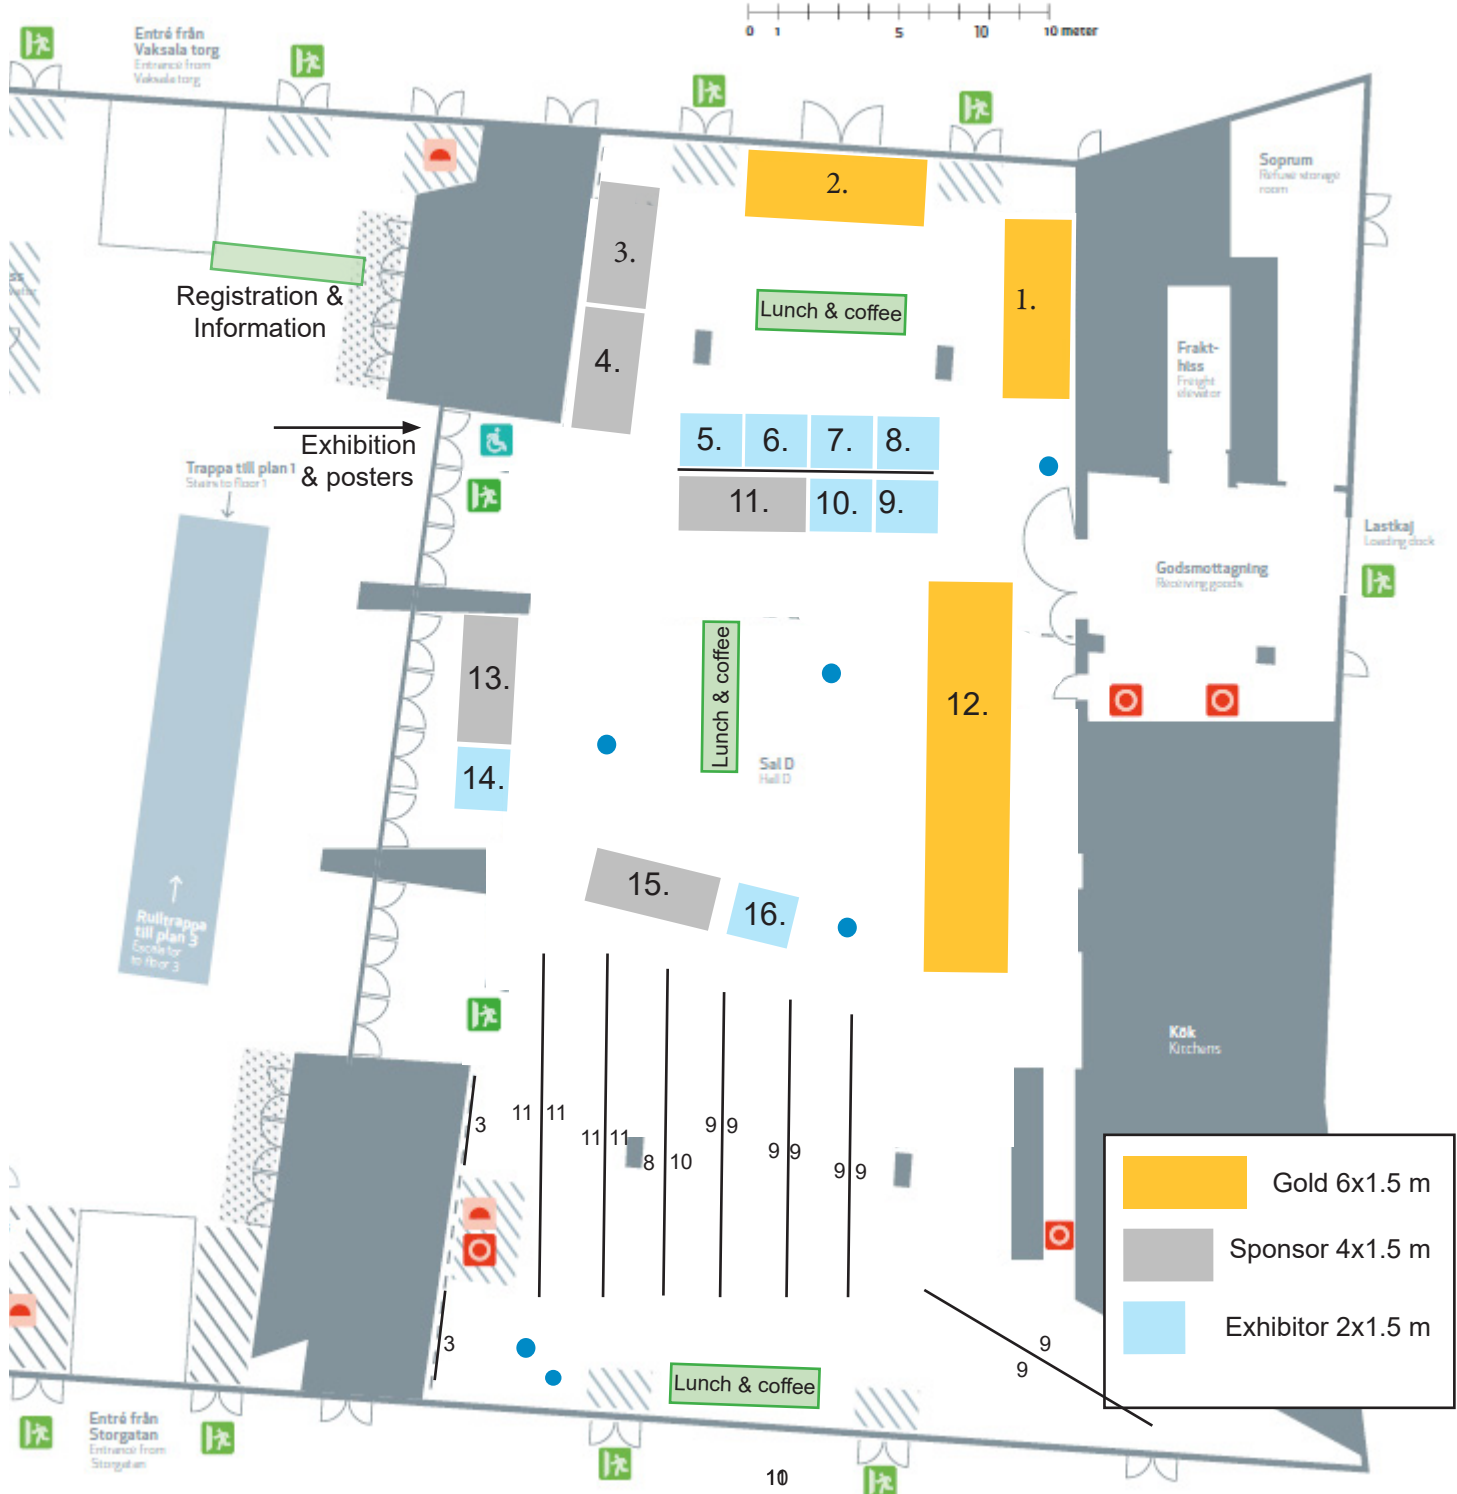 0 1 5 10 10 meter
Entré från
Vaksala torg
Entrance from
Vaksala torg
Soprum
Refuse storage
room
2.
3.
1.
Registration &
Information
Lunch & coffee
4.
Frakt-
hiss
Freight
elevator
Exhibition
& posters
5. 6. 7. 8.
11. 10. 9.
Trappa till plan 1
Stairs to floor 1
Lastkaj
Loading dock
Godsmottagning
Receiving goods
13.
Lunch & coffee
12.
14.
Sal D
Hall D
15.
16.
Rulltrappa
till plan 3
Escalator
to floor 3
Kök
Kitchens
3
11 11
11 11
8 10
9 9
9 9
9 9
Gold 6x1.5 m
Sponsor 4x1.5 m
Exhibitor 2x1.5 m
3
9
9
Lunch & coffee
Entré från
Storgatan
Entrance from
Storgatan